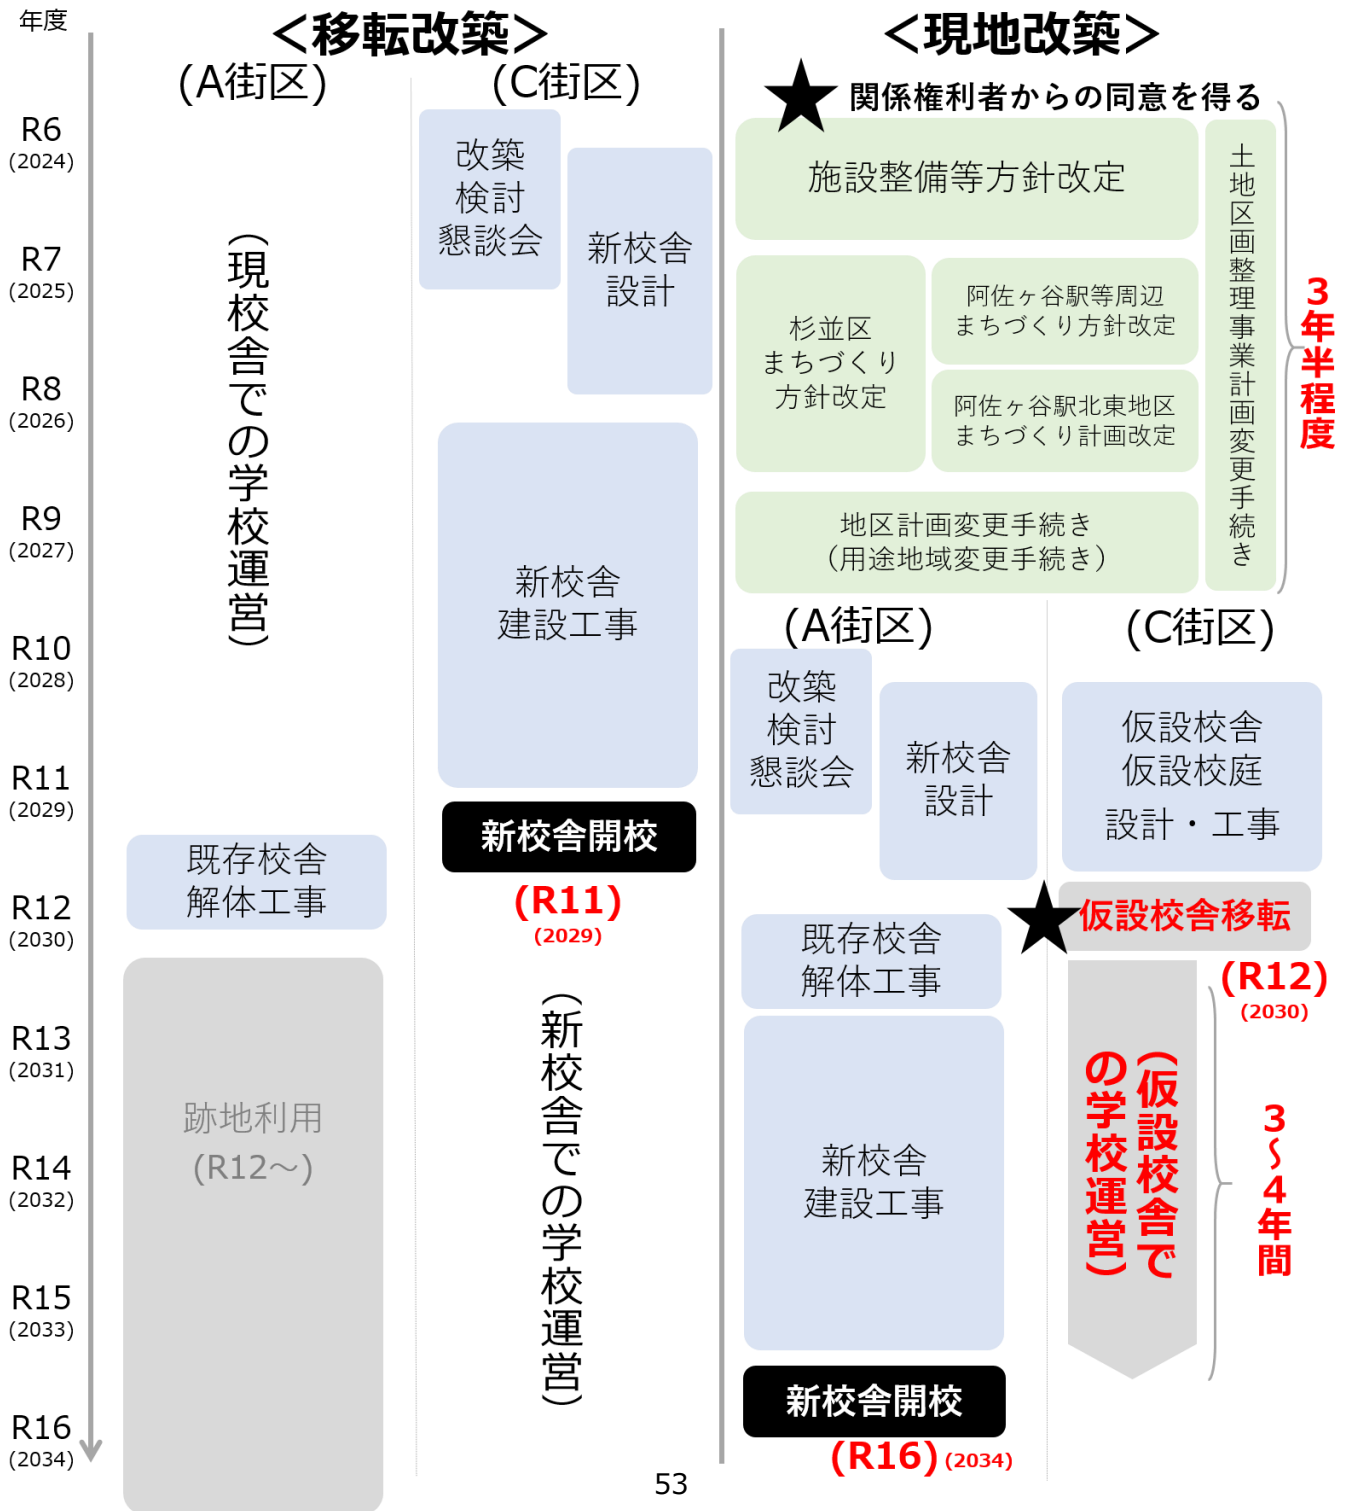 年度
R6
(2024)
R7
(2025)
R8
(2026)
R9
(2027)
R10
(2028)
R11
(2029)
R12
(2030)
R13
(2031)
R14
(2032)
R15
(2033)
R16
(2034)
＜移転改築＞
(A街区)
（現校舎での学校運営）
既存校舎
解体工事
跡地利用
(R12～)
(C街区)
改築
検討
懇談会
新校舎
設計
新校舎
建設工事
新校舎開校
(R11)
(2029)
（新校舎での学校運営）
＜現地改築＞
★ 関係権利者からの同意を得る
施設整備等方針改定
杉並区
まちづくり
方針改定
阿佐ヶ谷駅等周辺
まちづくり方針改定
阿佐ヶ谷駅北東地区
まちづくり計画改定
地区計画変更手続き
（用途地域変更手続き）
土地区画整理事業計画変更手続き
３年半程度
(A街区)
改築
検討
懇談会
新校舎
設計
既存校舎
解体工事
新校舎
建設工事
新校舎開校
(R16) (2034)
(C街区)
仮設校舎
仮設校庭
設計・工事
★仮設校舎移転
(R12)
(2030)
（仮設校舎で
の学校運営）
３～４年間
53